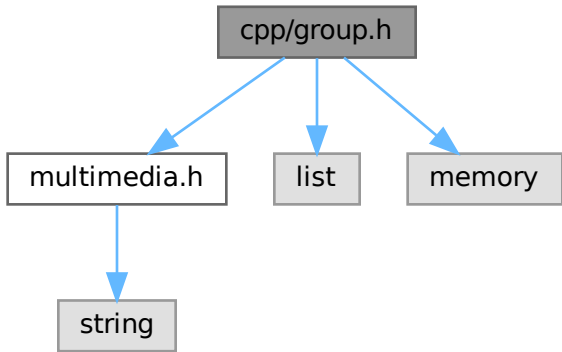 cpp/group.h
multimedia.h
list
memory
string